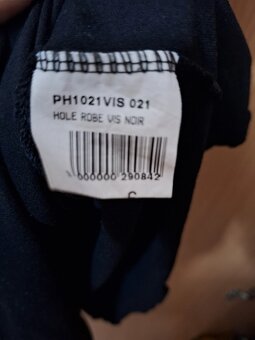 PH1021VIS 021
HOLE ROBE VIS NOIR
000000 290842